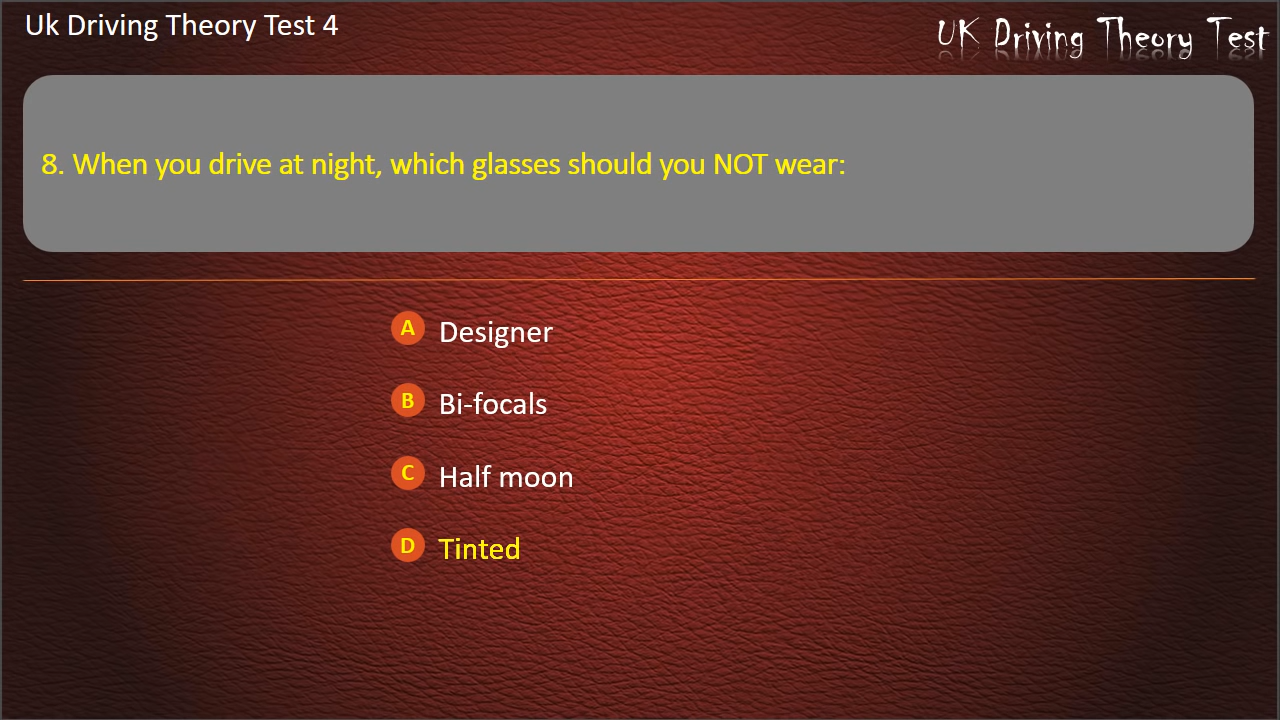 Uk Driving Theory Test 4
UK Driving Theory Test
8. When you drive at night, which glasses should you NOT wear:
A Designer
B Bi-focals
C Half moon
D Tinted